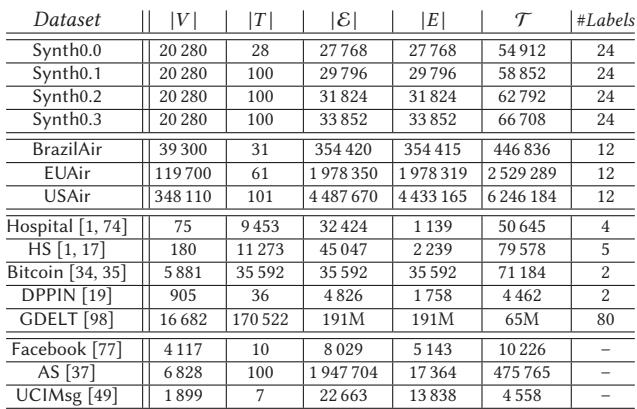 Dataset |V| |T| |ℰ| |E| 𝒯 #Labels
Synth0.0 20 280 28 27 768 27 768 54 912 24
Synth0.1 20 280 100 29 796 29 796 58 852 24
Synth0.2 20 280 100 31 824 31 824 62 792 24
Synth0.3 20 280 100 33 852 33 852 66 708 24
BrazilAir 39 300 31 354 420 354 415 446 836 12
EUAir 119 700 61 1 978 350 1 978 319 2 529 289 12
USAir 348 110 101 4 487 670 4 433 165 6 246 184 12
Hospital [1, 74] 75 9 453 32 424 1 139 50 645 4
HS [1, 17] 180 11 273 45 047 2 239 79 578 5
Bitcoin [34, 35] 5 881 35 592 35 592 35 592 71 184 2
DPPIN [19] 905 36 4 826 1 758 4 462 2
GDELT [98] 16 682 170 522 191M 191M 65M 80
Facebook [77] 4 117 10 8 029 5 143 10 226 –
AS [37] 6 828 100 1 947 704 17 364 475 765 –
UCIMsg [49] 1 899 7 22 663 13 838 4 558 –